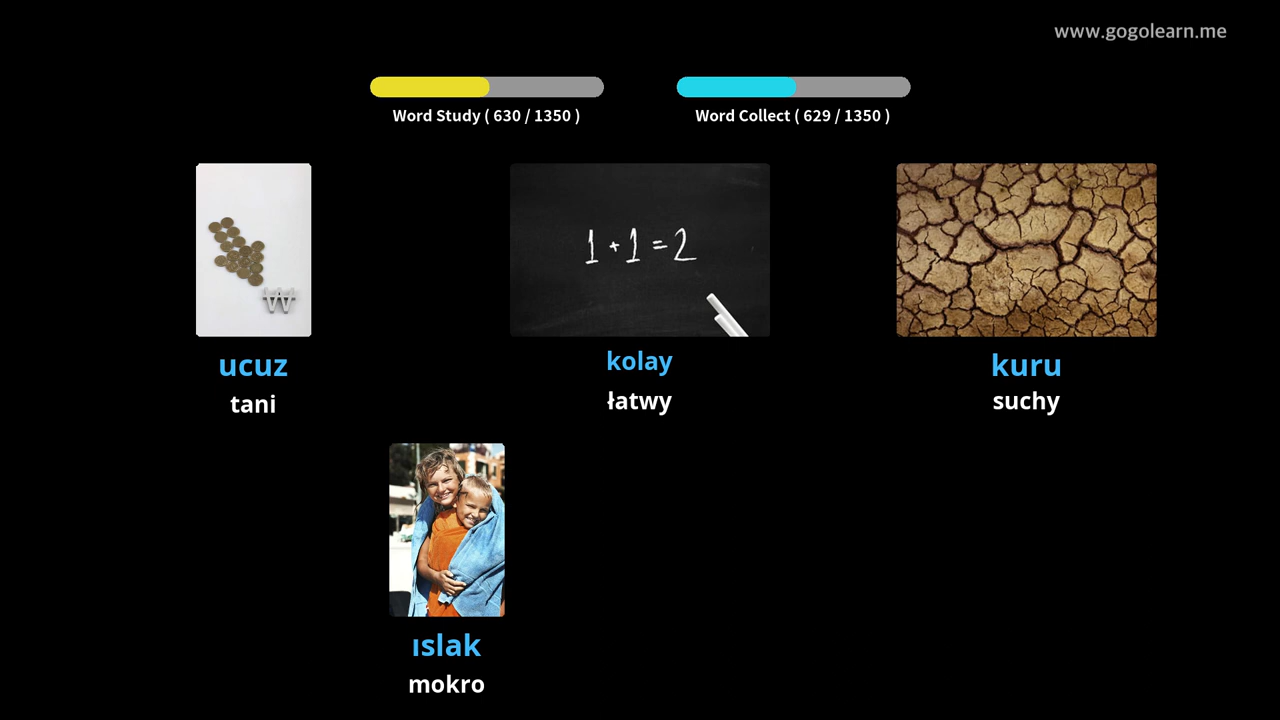 www.gogolearn.me
Word Study ( 630 / 1350 )
Word Collect ( 629 / 1350 )
1 + 1 = 2
₩
ucuz
tani
kolay
łatwy
kuru
suchy
ıslak
mokro